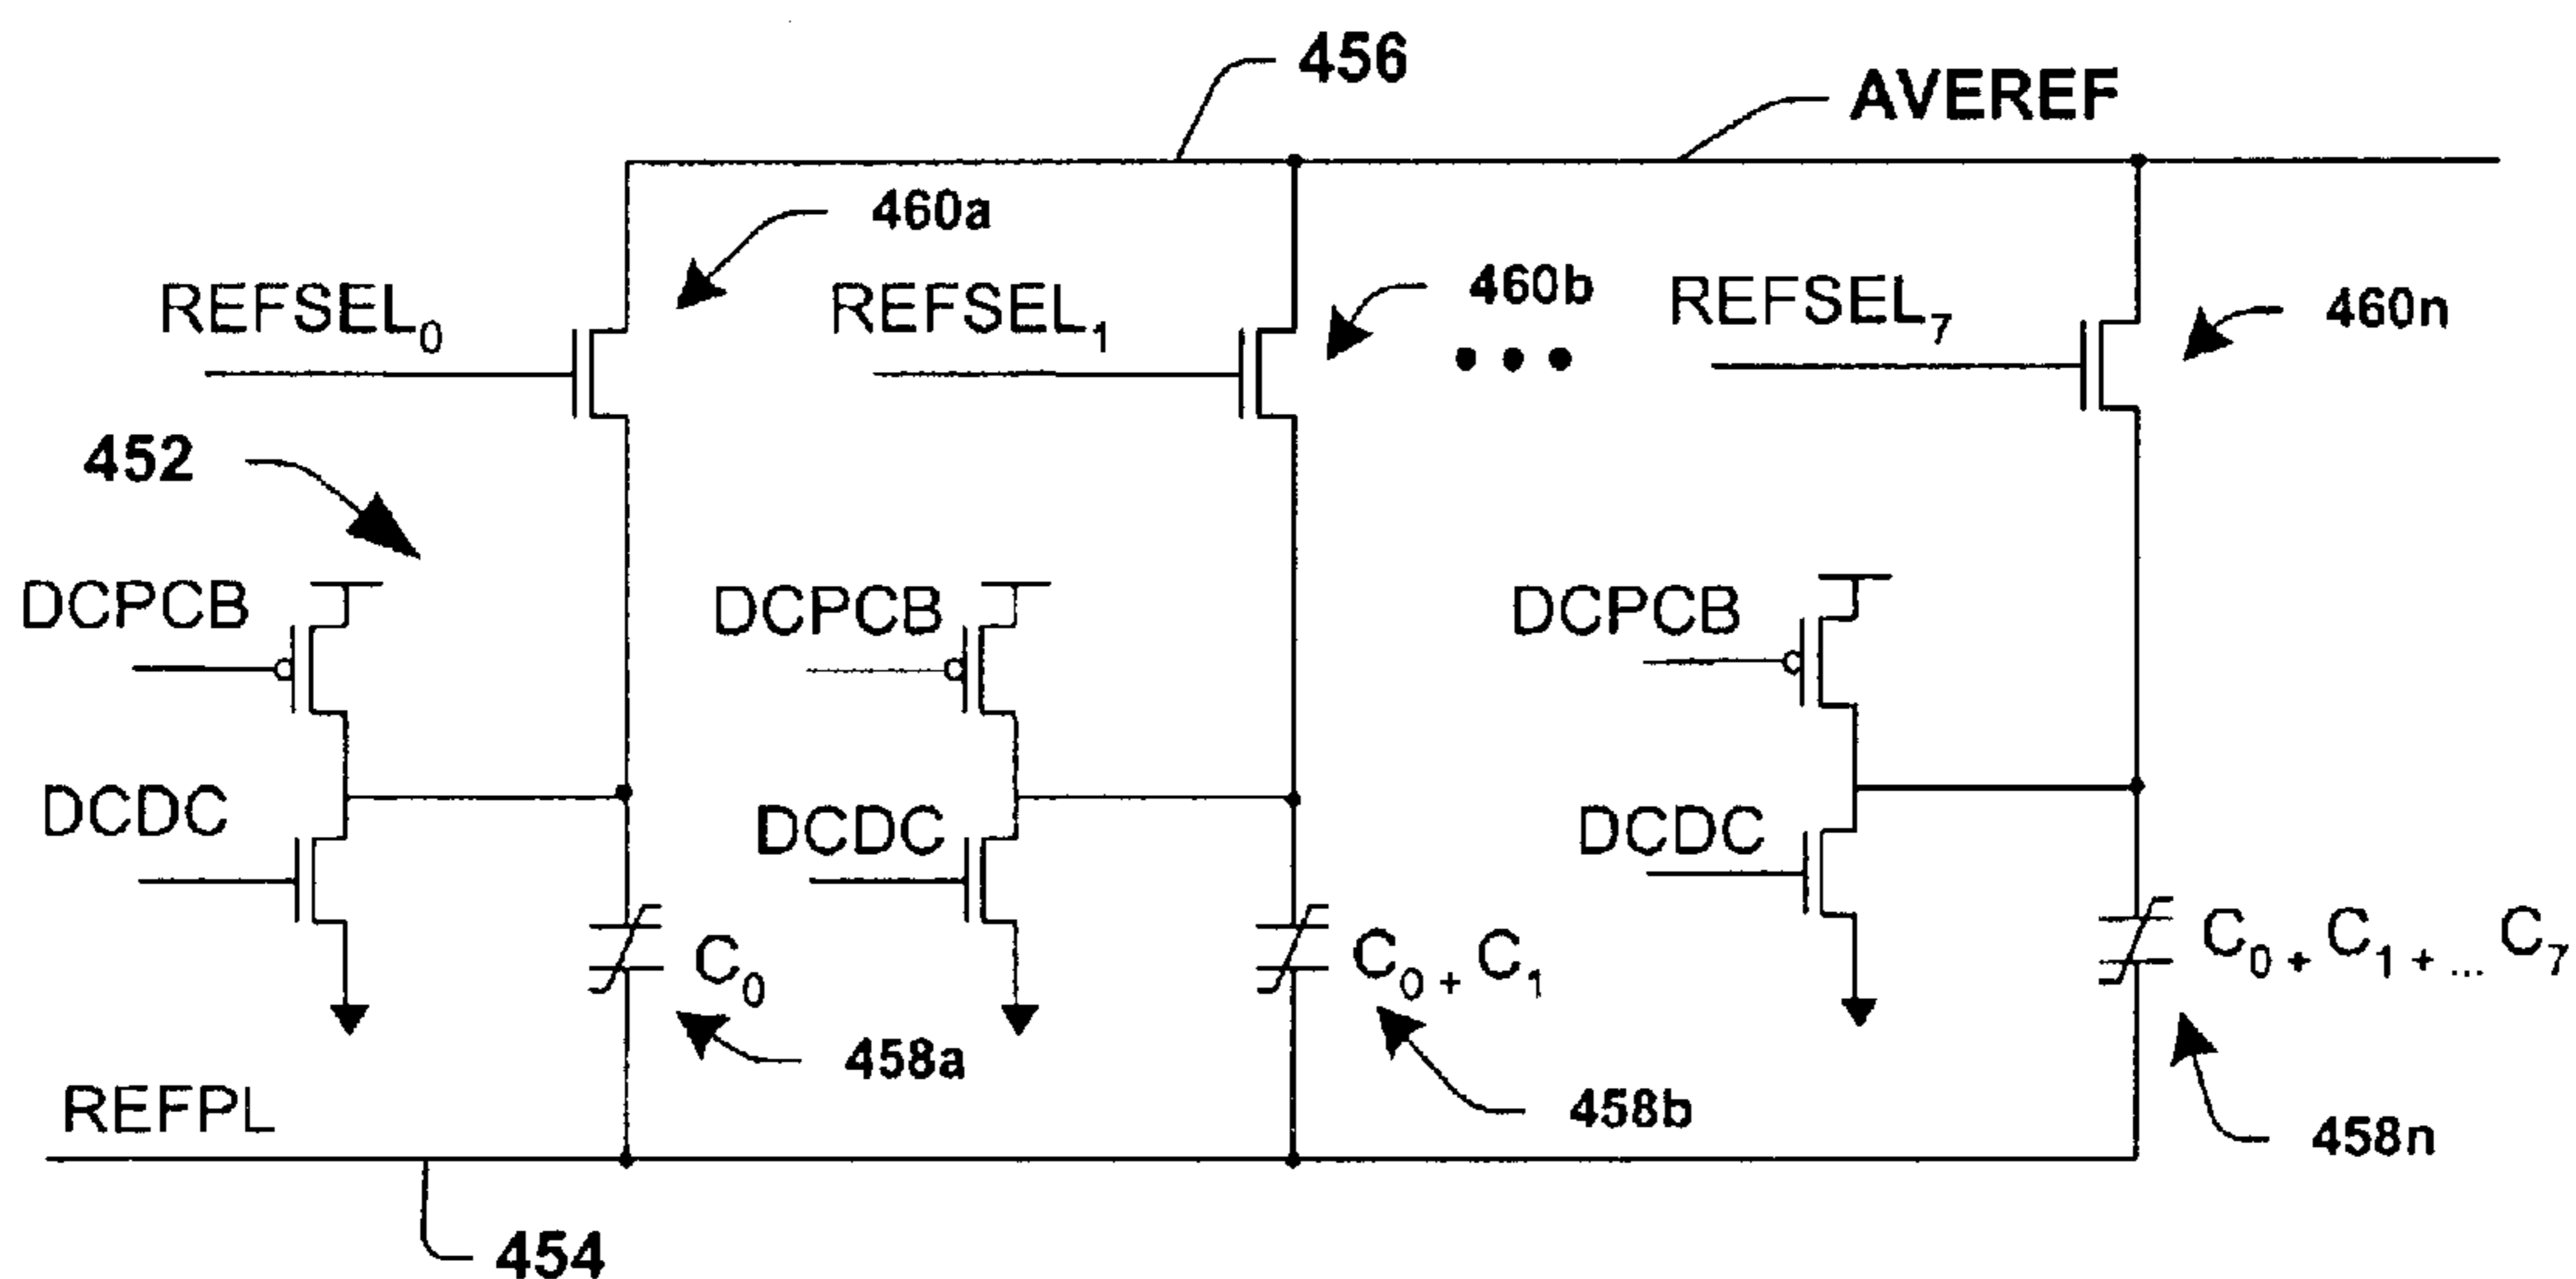 456
AVEREF
460a
REFSEL₀
REFSEL₁
460b
REFSEL₇
460n
452
DCPCB
DCPCB
DCPCB
DCDC
DCDC
DCDC
C₀
C₀ + C₁
C₀ + C₁ + ... C₇
458a
458b
458n
REFPL
454